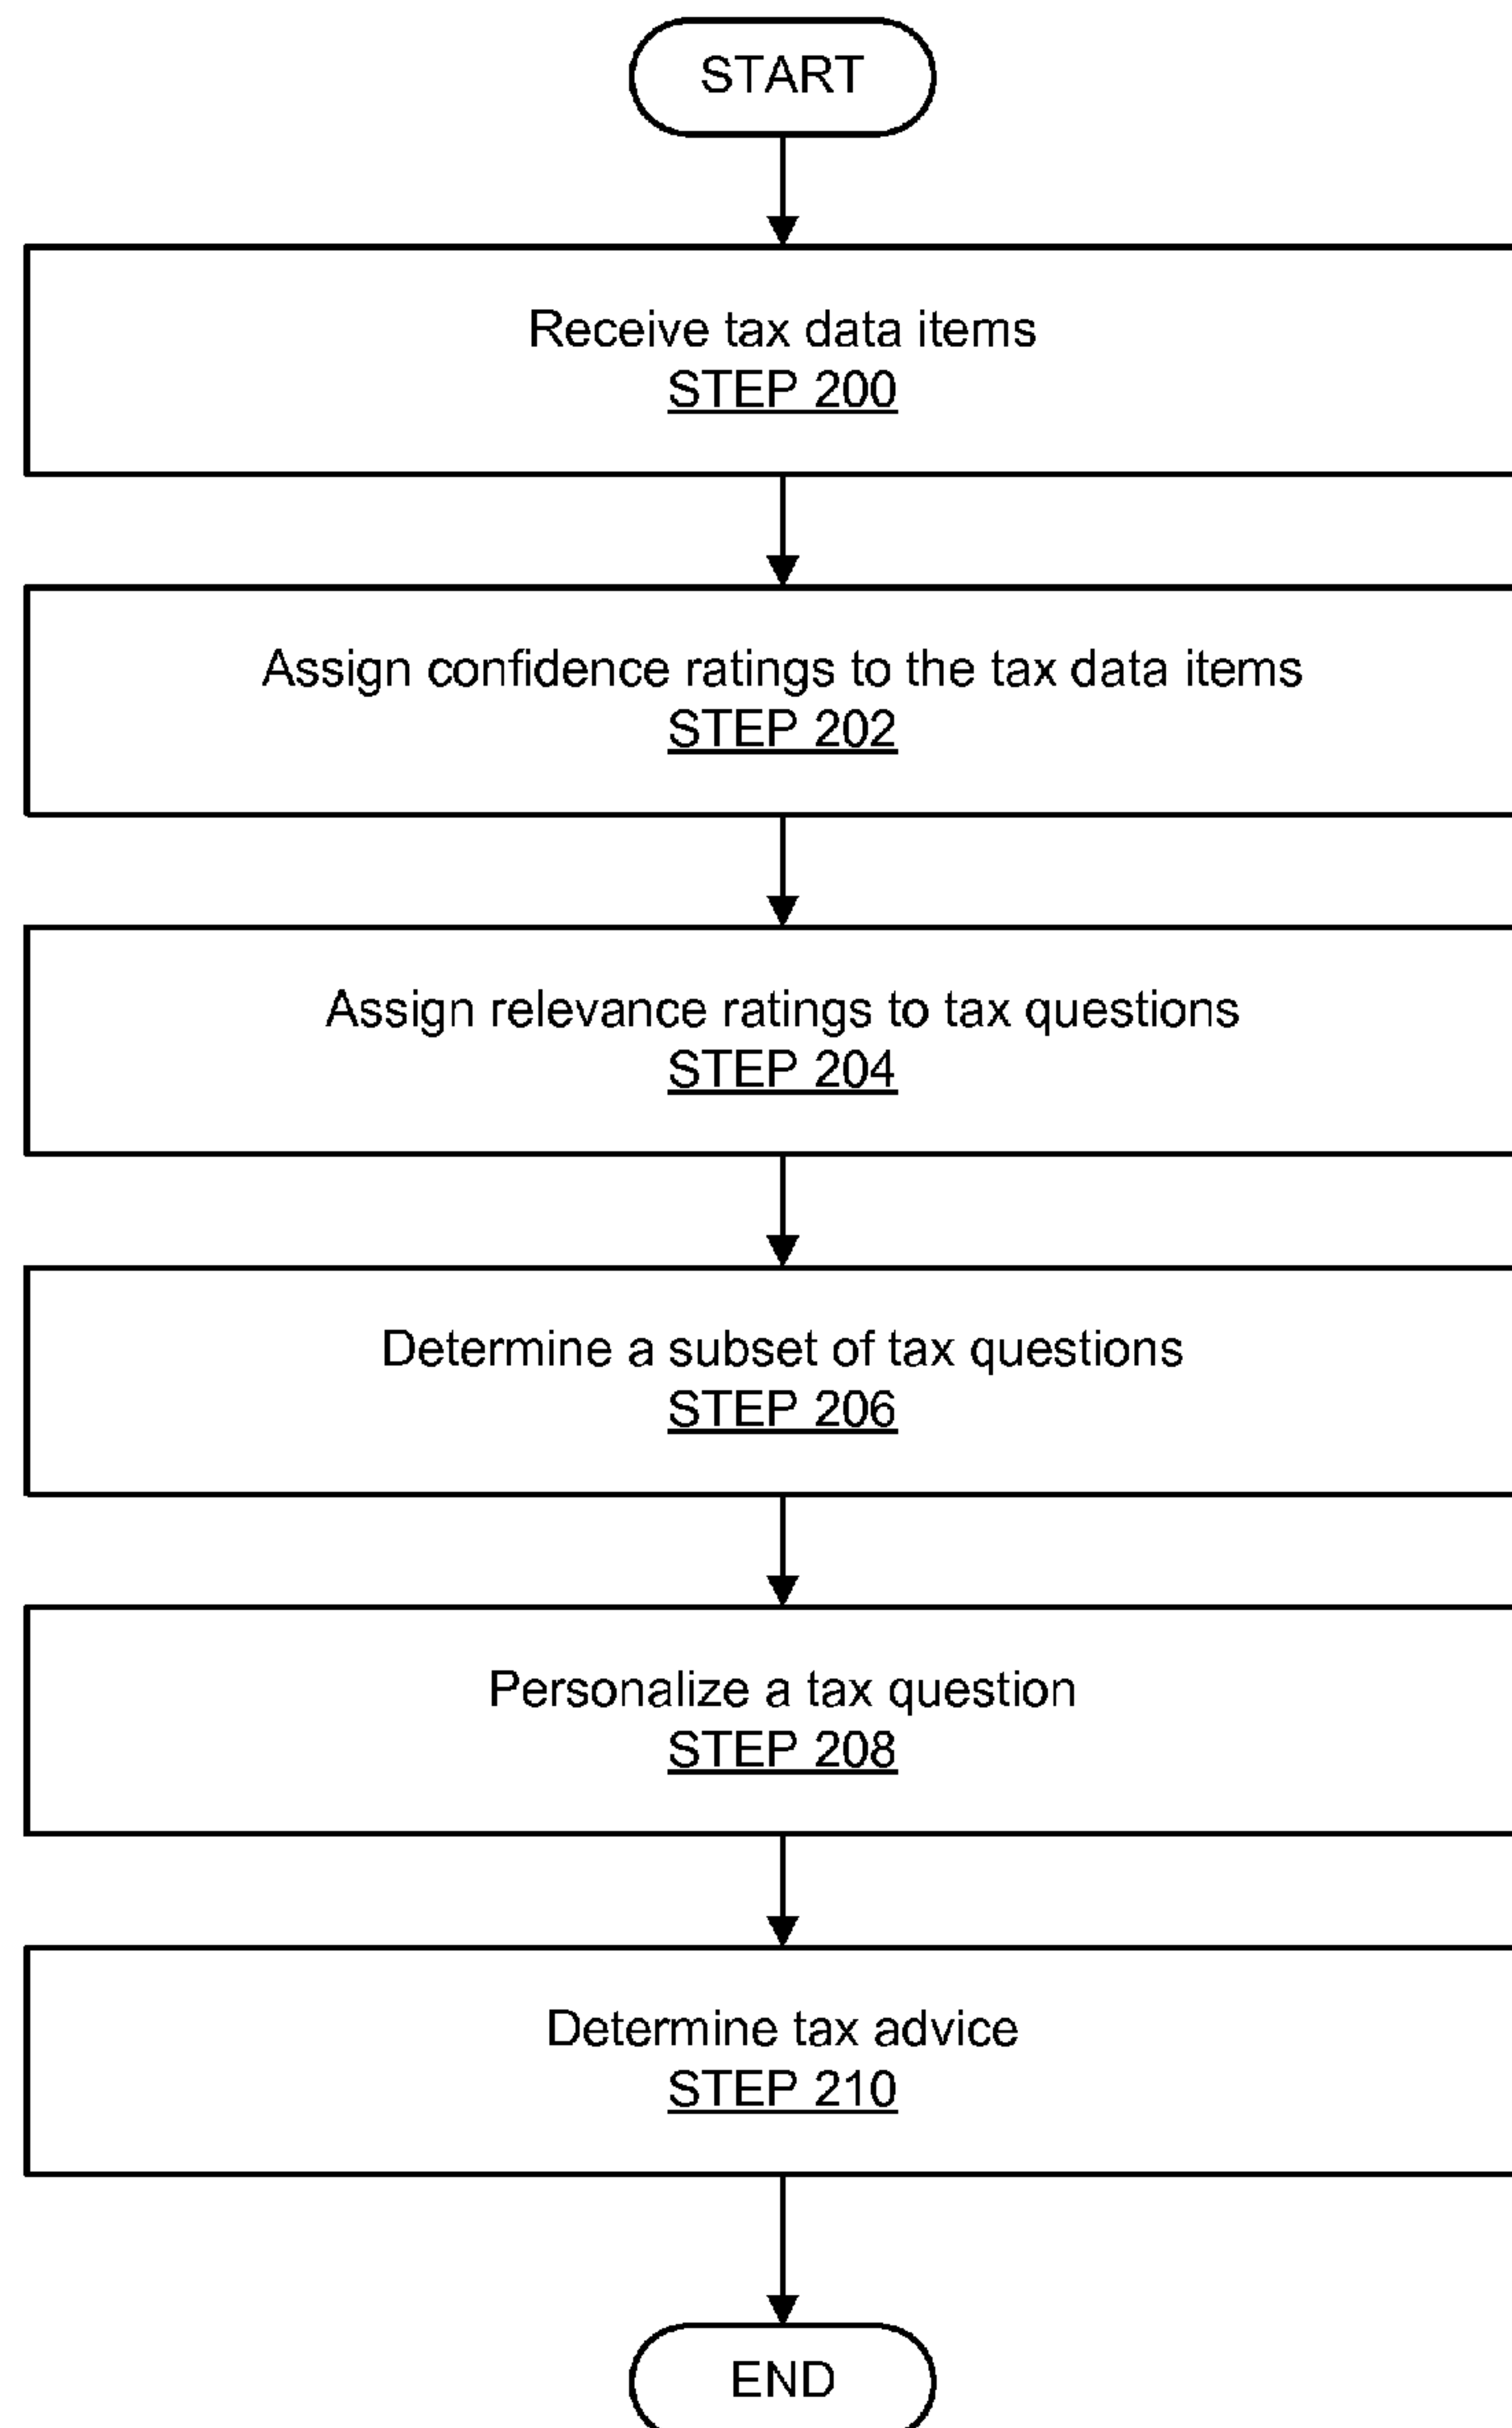 START
Receive tax data items
STEP 200
Assign confidence ratings to the tax data items
STEP 202
Assign relevance ratings to tax questions
STEP 204
Determine a subset of tax questions
STEP 206
Personalize a tax question
STEP 208
Determine tax advice
STEP 210
END